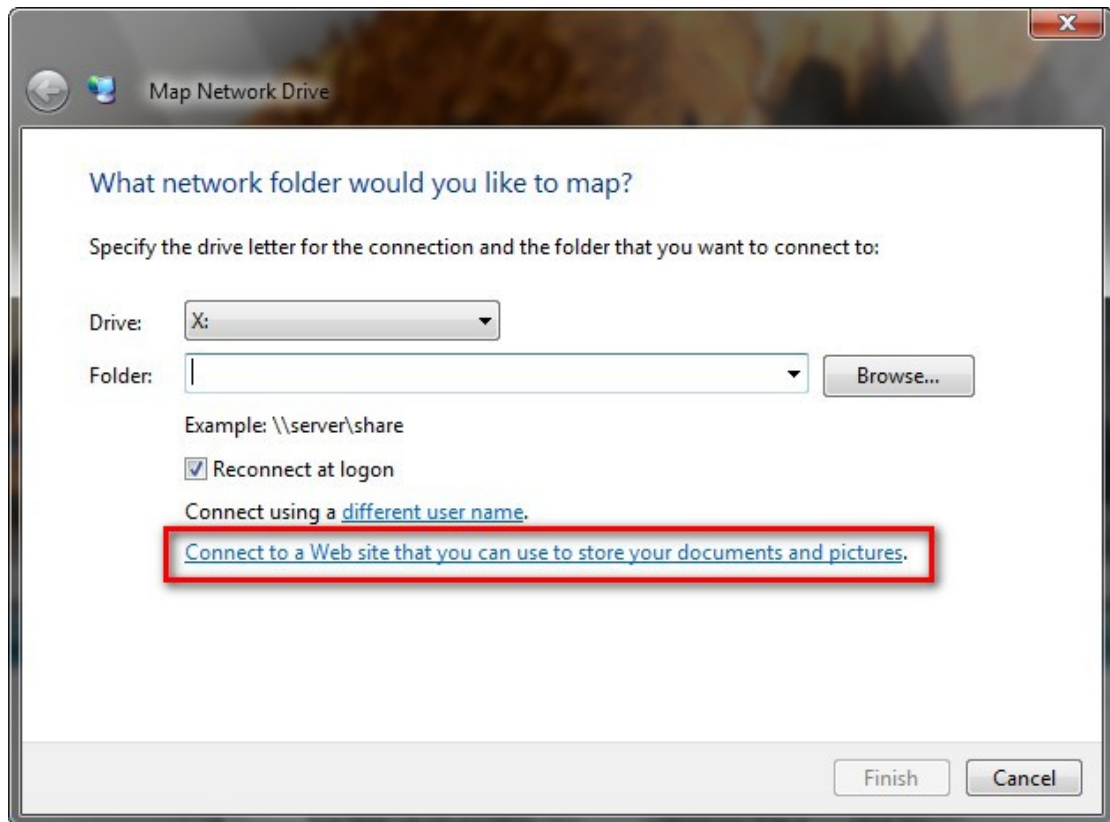 X
Map Network Drive
What network folder would you like to map?
Specify the drive letter for the connection and the folder that you want to connect to:
Drive: X:
Folder: Browse...
Example: \\server\share
Reconnect at logon
Connect using a different user name.
Connect to a Web site that you can use to store your documents and pictures.
Finish Cancel